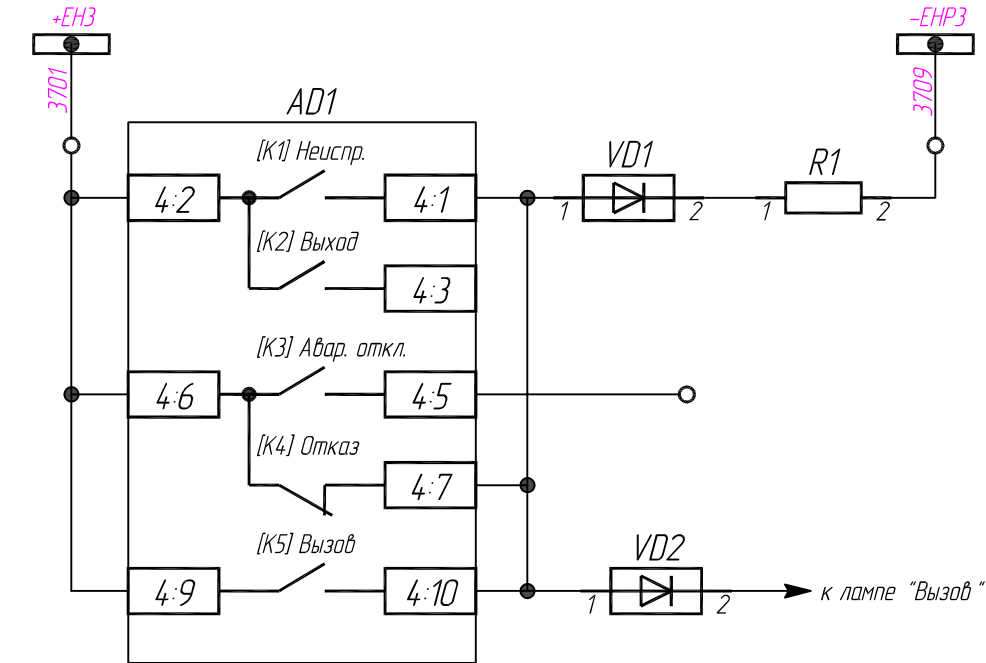 +EH3
-EHP3
3701
3709
AD1
[K1] Неиспр.
VD1
R1
4:2
4:1
1
2
1
2
[K2] Выход
4:3
[K3] Авар. откл.
4:6
4:5
[K4] Отказ
4:7
[K5] Вызов
VD2
4:9
4:10
1
2
к лампе "Вызов"